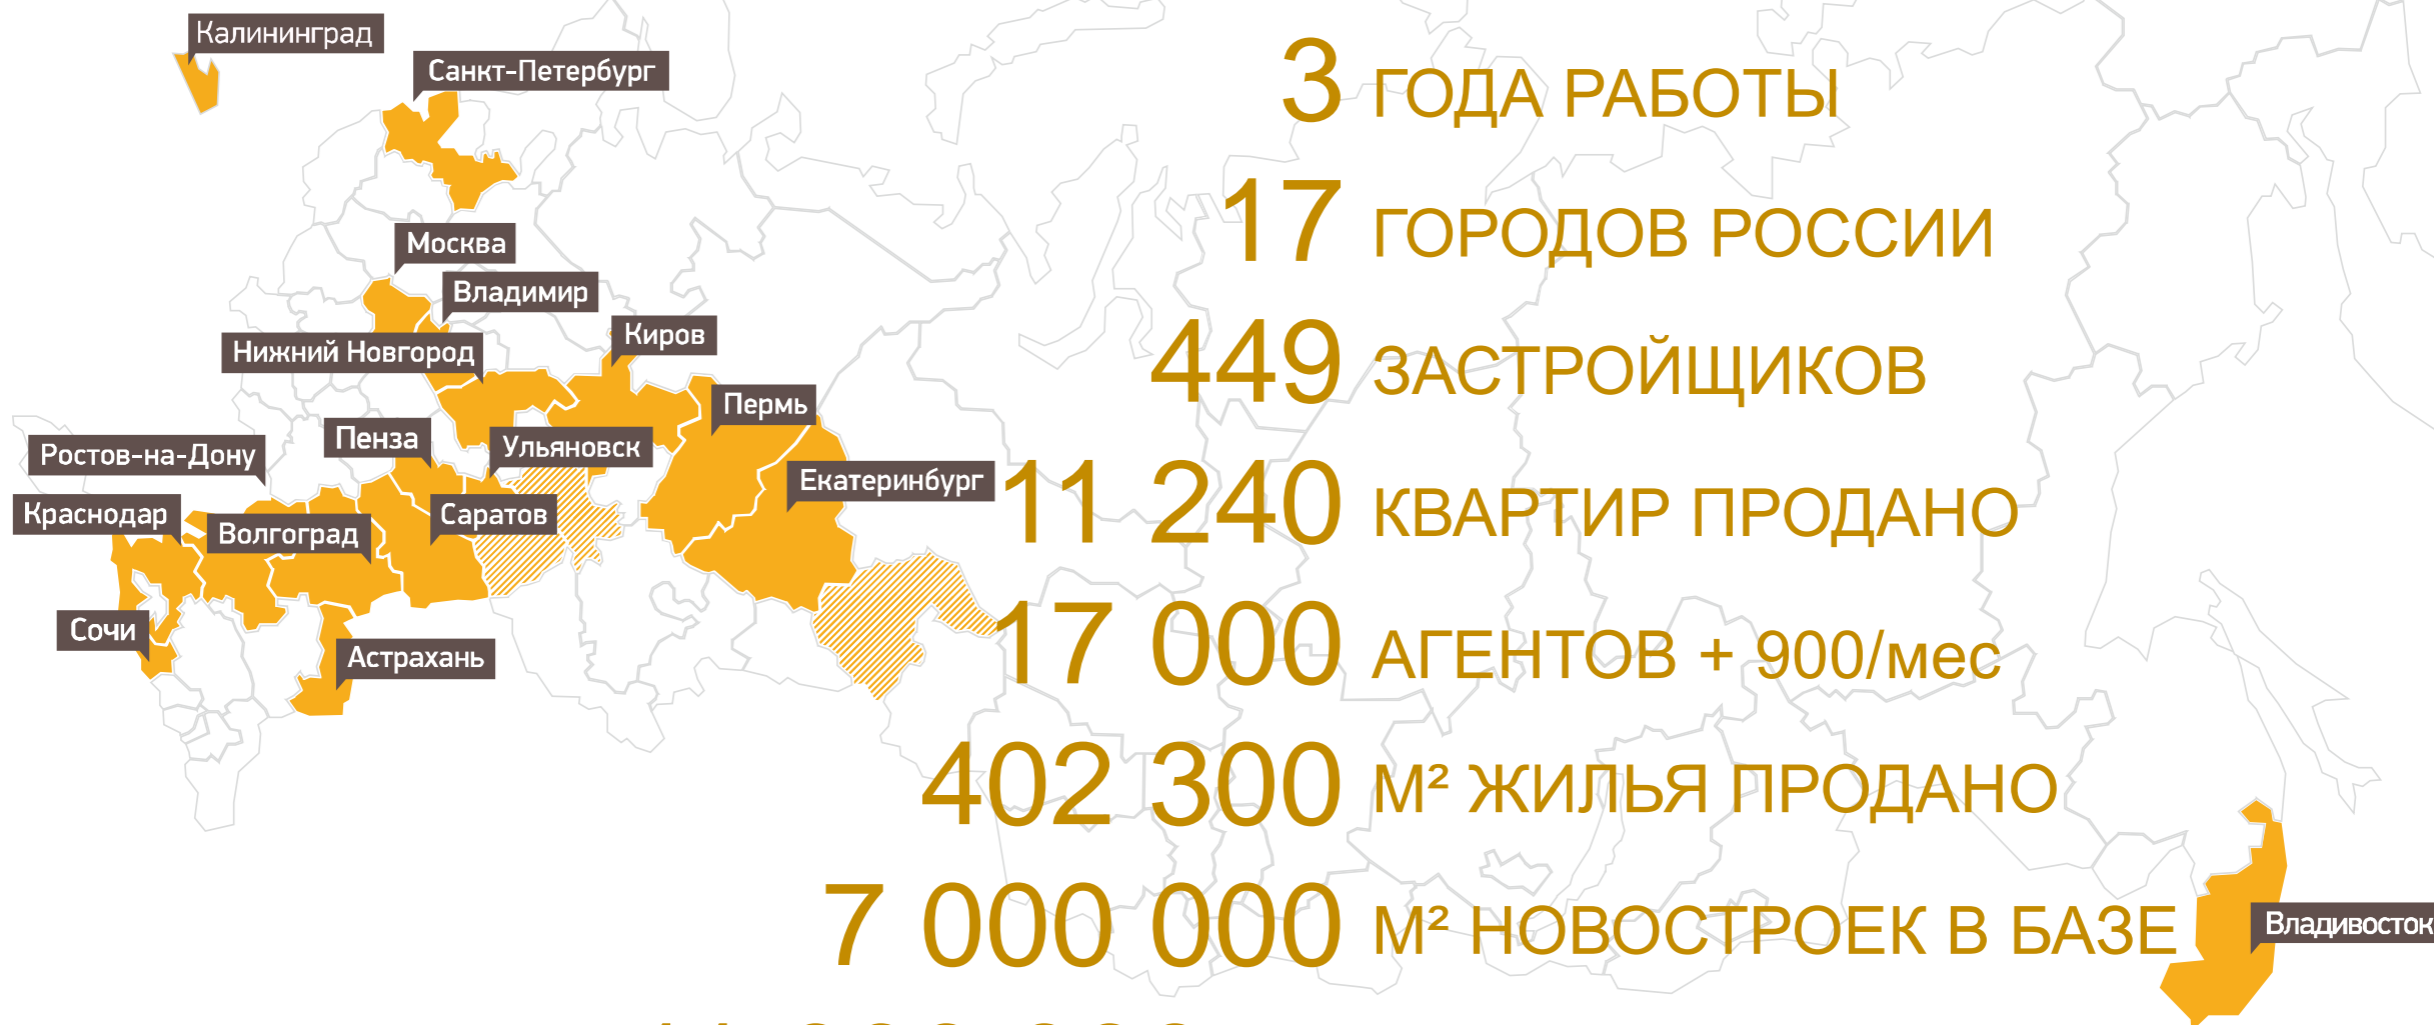 Калининград
Санкт-Петербург
Москва
Владимир
Нижний Новгород
Киров
Пермь
Пенза
Ульяновск
Ростов-на-Дону
Екатеринбург
Краснодар
Волгоград
Саратов
Сочи
Астрахань
3 ГОДА РАБОТЫ
17 ГОРОДОВ РОССИИ
449 ЗАСТРОЙЩИКОВ
11 240 КВАРТИР ПРОДАНО
17 000 АГЕНТОВ + 900/мес
402 300 М² ЖИЛЬЯ ПРОДАНО
7 000 000 М² НОВОСТРОЕК В БАЗЕ
Владивосток